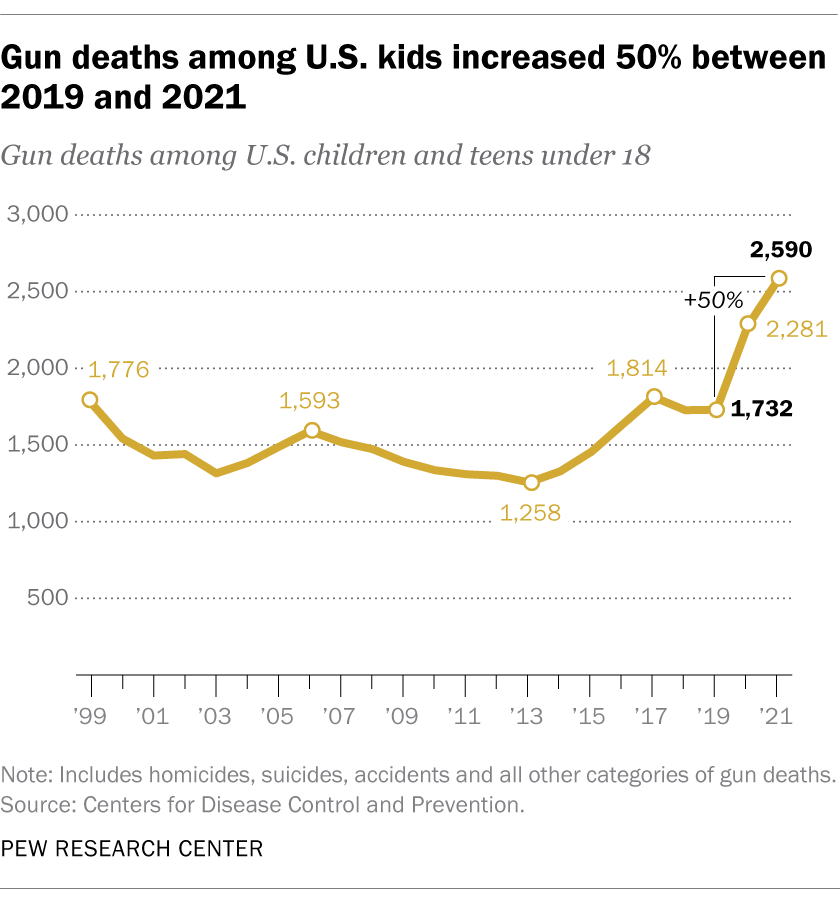 Gun deaths among U.S. kids increased 50% between
2019 and 2021
Gun deaths among U.S. children and teens under 18
3,000
2,590
2,500
+50%
2,281
2,000
1,776
1,814
1,593
1,732
1,500
1,258
1,000
500
’99 ’01 ’03 ’05 ’07 ’09 ’11 ’13 ’15 ’17 ’19 ’21
Note: Includes homicides, suicides, accidents and all other categories of gun deaths.
Source: Centers for Disease Control and Prevention.
PEW RESEARCH CENTER